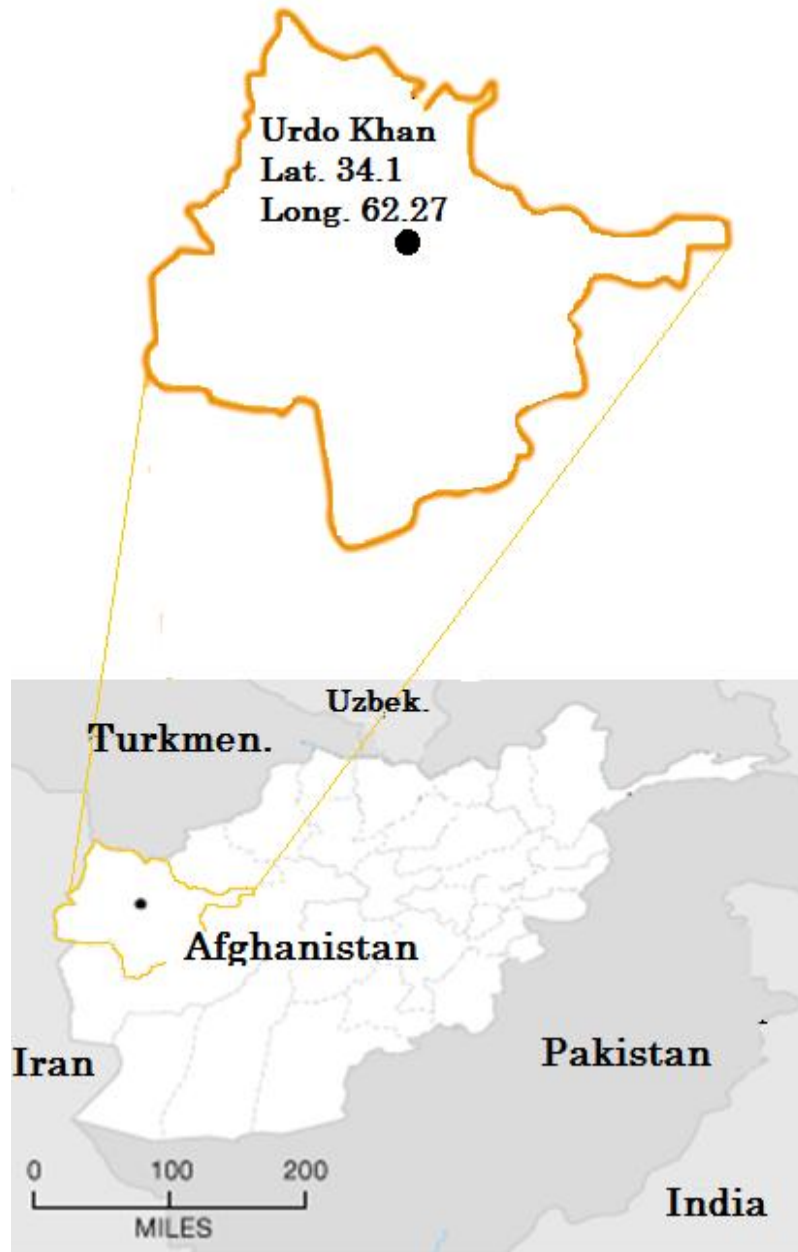 Urdo Khan
Lat. 34.1
Long. 62.27
Uzbek.
Turkmen.
Afghanistan
Iran
Pakistan
0 100 200
MILES
India